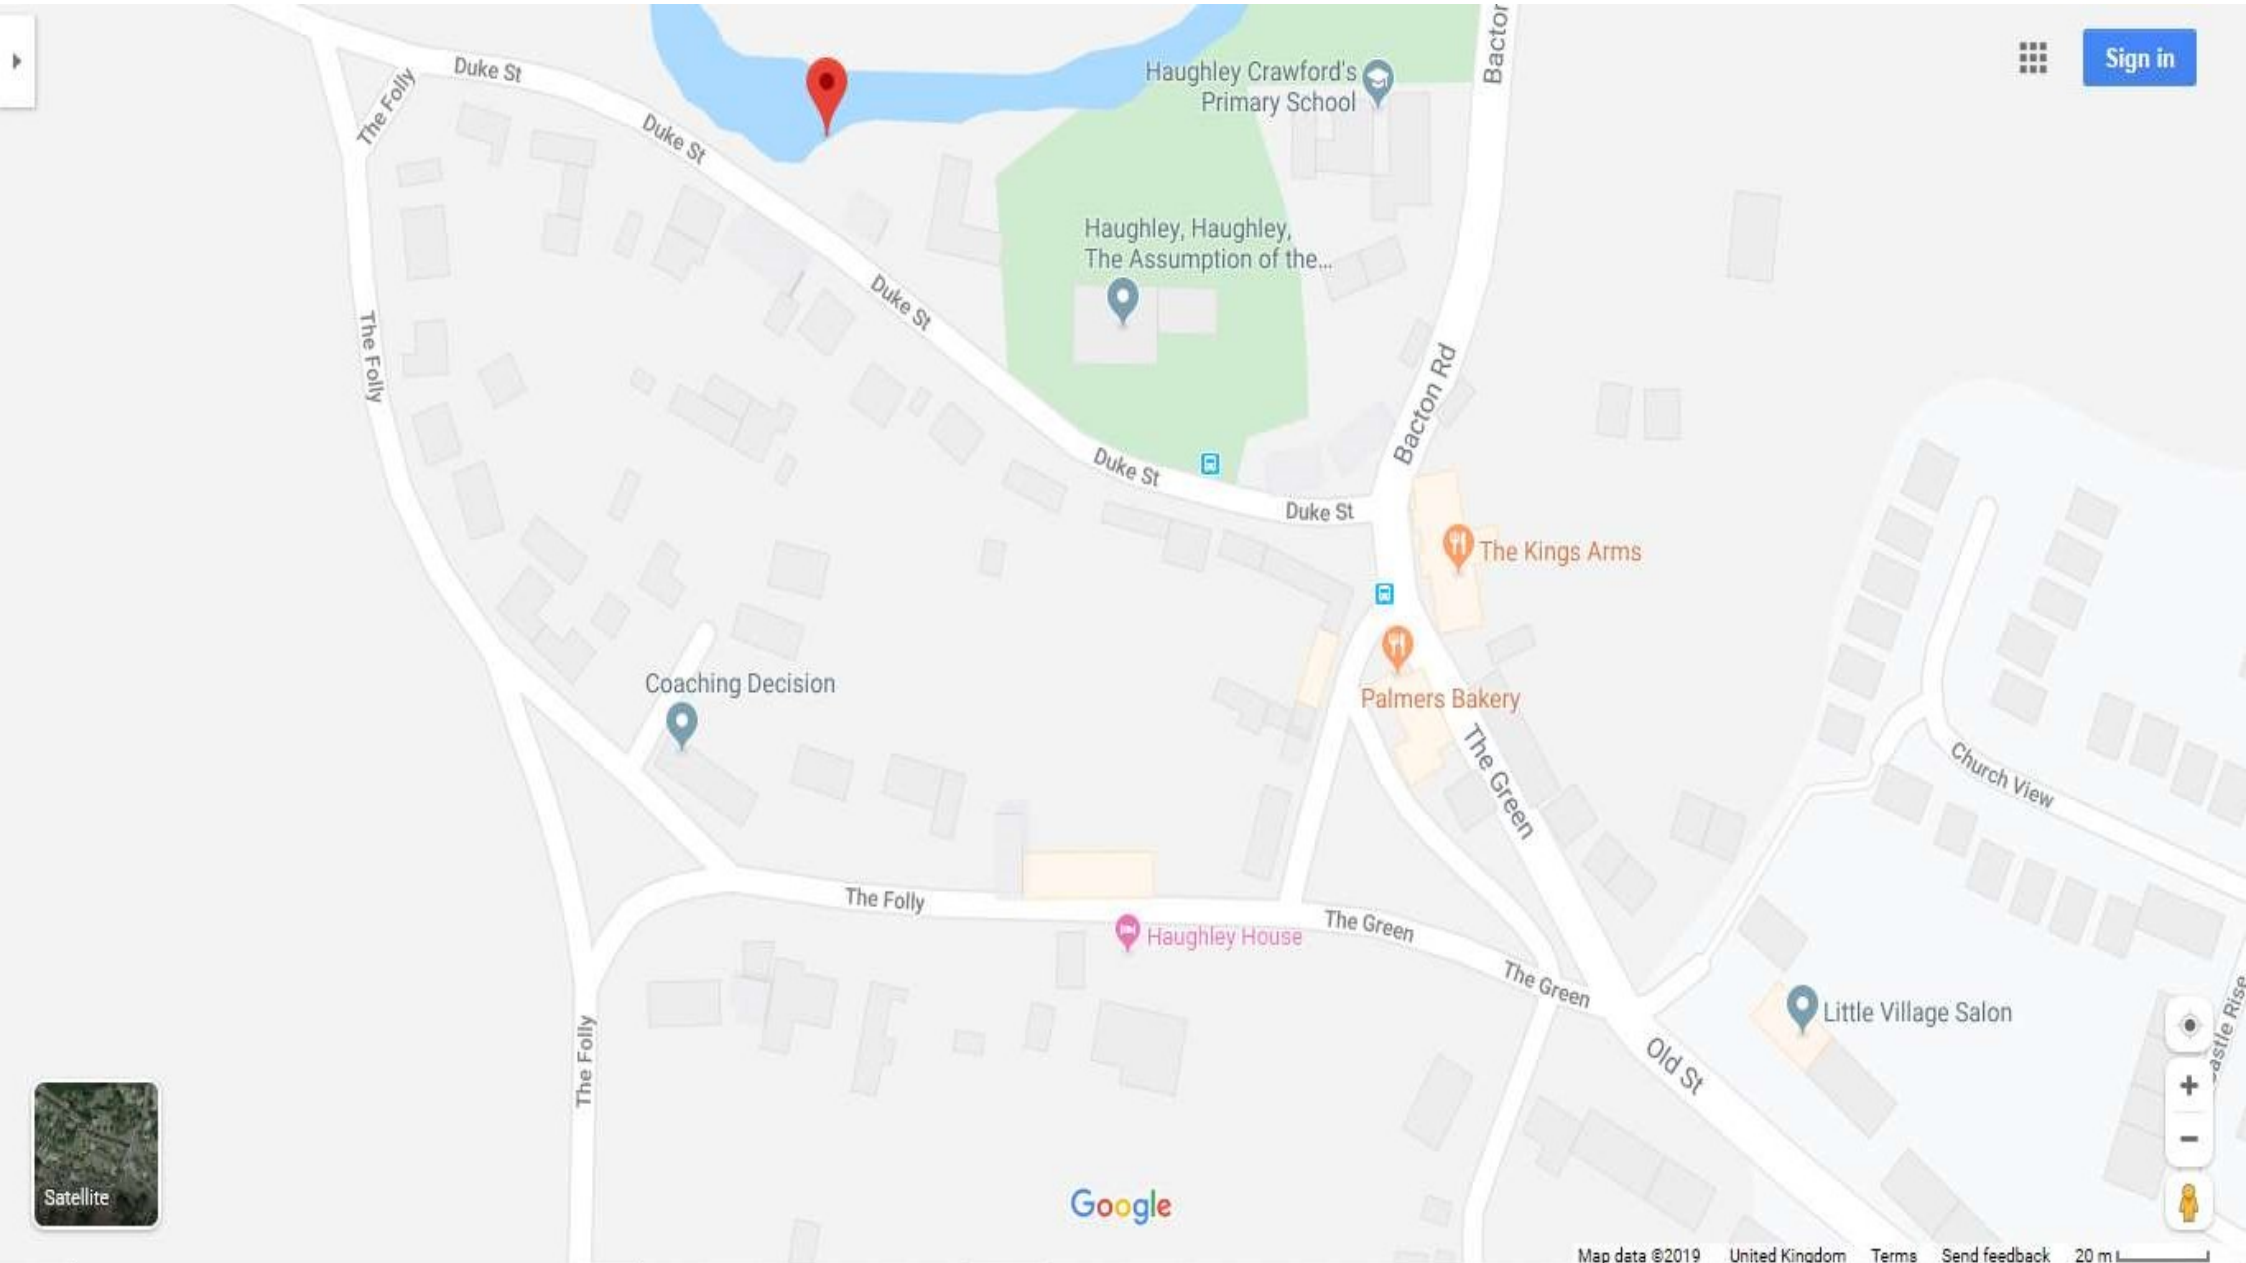 Duke St
The Folly
Duke St
Haughley Crawford's
Primary School
Bacton
Sign in
Haughley, Haughley,
The Assumption of the...
Duke St
The Folly
Bacton Rd
Duke St
Duke St
The Kings Arms
Coaching Decision
Palmers Bakery
The Green
Church View
The Folly
The Green
Haughley House
The Green
Little Village Salon
The Folly
Old St
astle Rise
Satellite
Google
Map data ©2019 United Kingdom Terms Send feedback 20 m